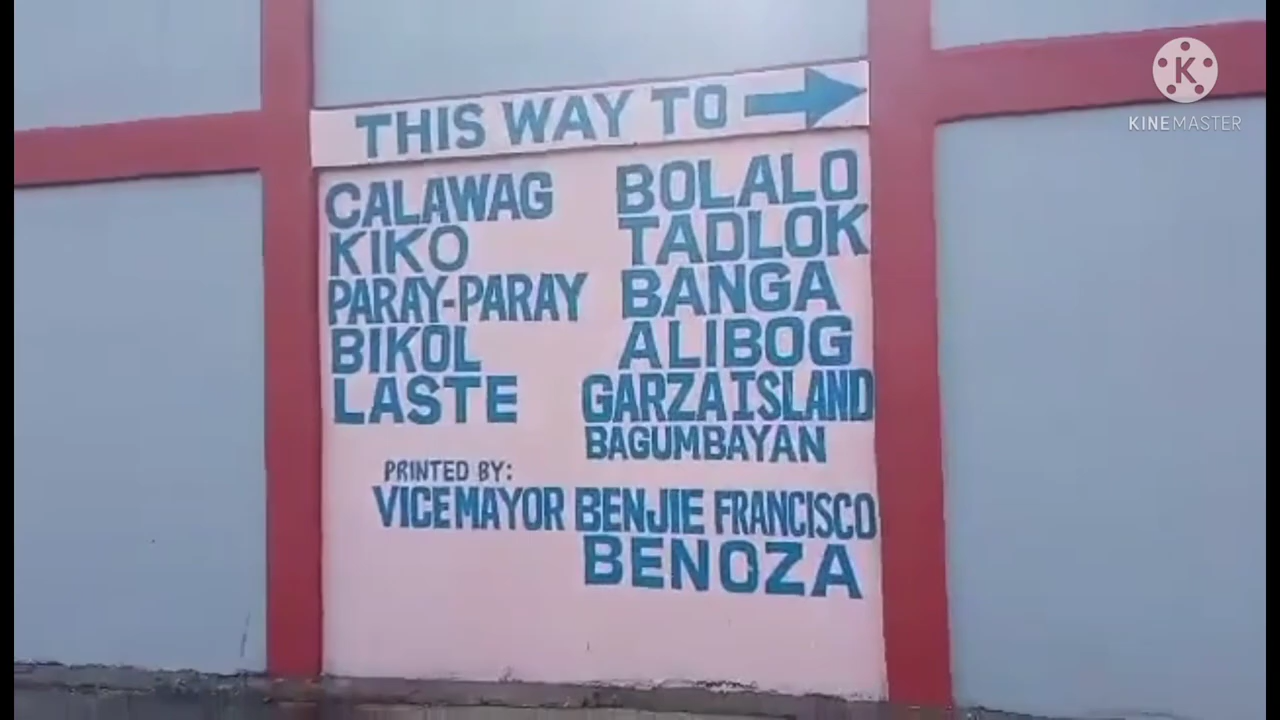 THIS WAY TO
CALAWAG
KIKO
PARAY-PARAY
BIKOL
LASTE
BOLALO
TADLOK
BANGA
ALIBOG
GARZA ISLAND
BAGUMBAYAN
PRINTED BY:
VICE MAYOR BENJIE FRANCISCO
BENOZA
K
KINEMASTER